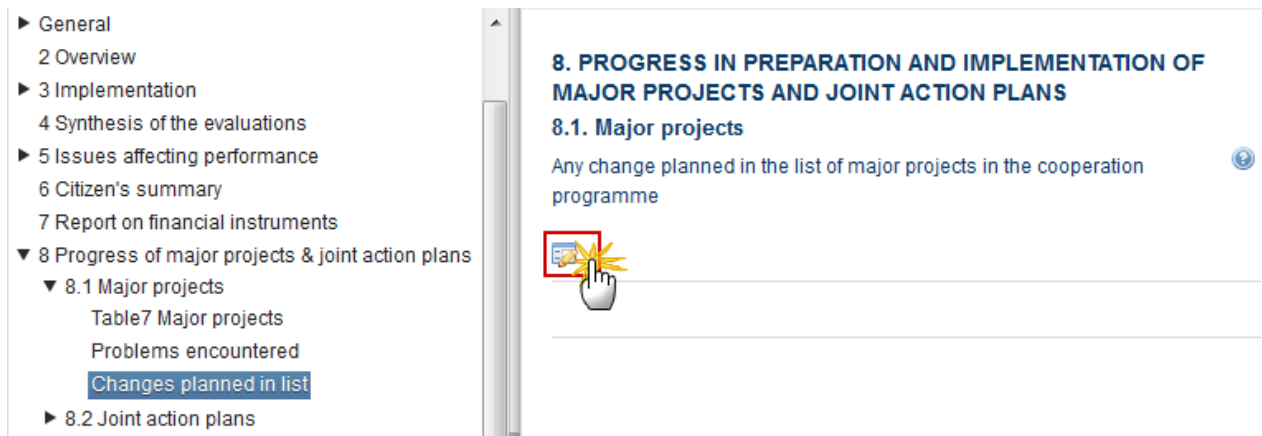 General
2 Overview
3 Implementation
4 Synthesis of the evaluations
5 Issues affecting performance
6 Citizen's summary
7 Report on financial instruments
8 Progress of major projects & joint action plans
8.1 Major projects
Table7 Major projects
Problems encountered
Changes planned in list
8.2 Joint action plans
8. PROGRESS IN PREPARATION AND IMPLEMENTATION OF
MAJOR PROJECTS AND JOINT ACTION PLANS
8.1. Major projects
Any change planned in the list of major projects in the cooperation
programme